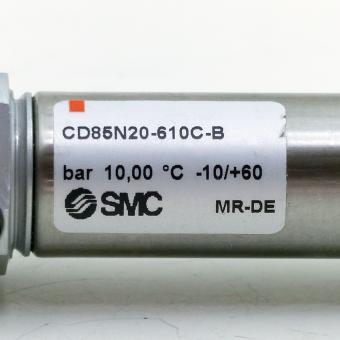 CD85N20-610C-B
bar 10,00 °C -10/+60
SMC MR-DE